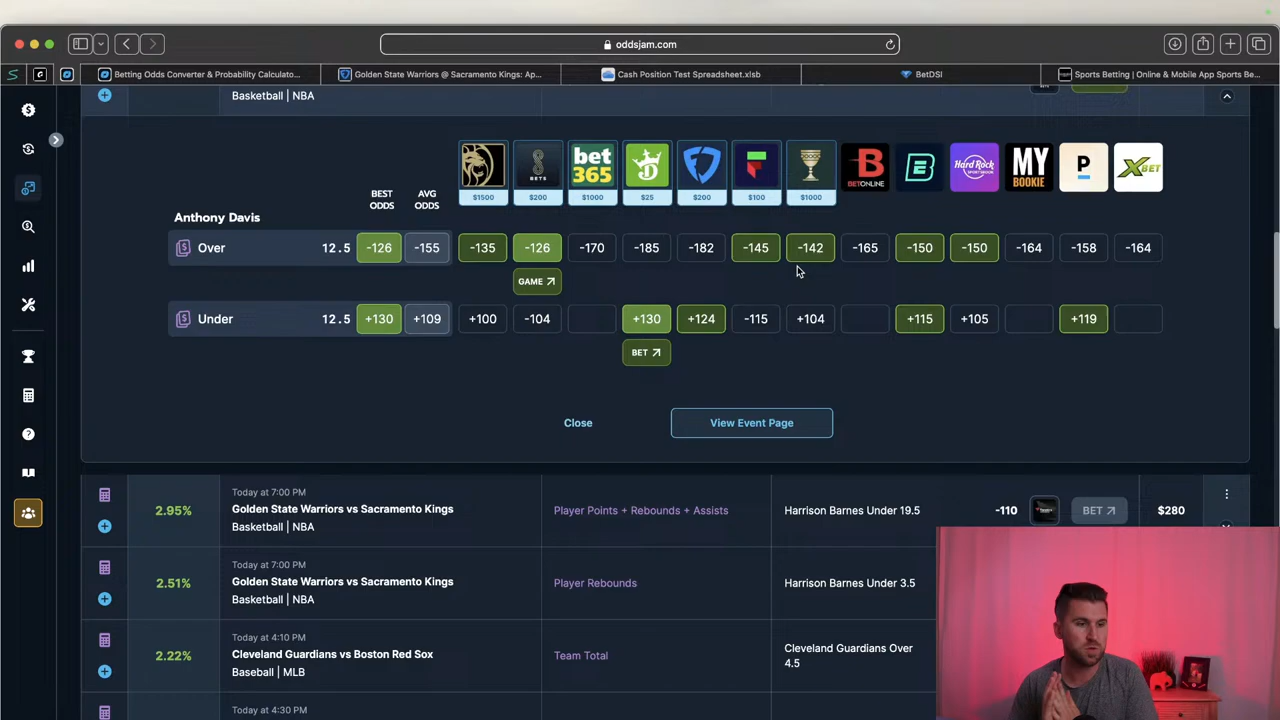 oddsjam.com
Betting Odds Converter & Probability Calculato...
Golden State Warriors @ Sacramento Kings: Ap...
Cash Position Test Spreadsheet.xlsb
BetDSI
Sports Betting | Online & Mobile App Sports Be...
Basketball | NBA
BEST ODDS
AVG ODDS
BETS
bet365
BETONLINE
Hard Rock
MY BOOKIE
P
XBET
$1500
$200
$1000
$25
$200
$100
$1000
Anthony Davis
Over 12.5 -126 -155 -135 -126 -170 -185 -182 -145 -142 -165 -150 -150 -164 -158 -164
GAME
Under 12.5 +130 +109 +100 -104 +130 +124 -115 +104 +115 +105 +119
BET
Close
View Event Page
Today at 7:00 PM
2.95% Golden State Warriors vs Sacramento Kings Player Points + Rebounds + Assists Harrison Barnes Under 19.5 -110 BET $280
Basketball | NBA
Today at 7:00 PM
2.51% Golden State Warriors vs Sacramento Kings Player Rebounds Harrison Barnes Under 3.5
Basketball | NBA
Today at 4:10 PM
2.22% Cleveland Guardians vs Boston Red Sox Team Total Cleveland Guardians Over 4.5
Baseball | MLB
Today at 4:30 PM